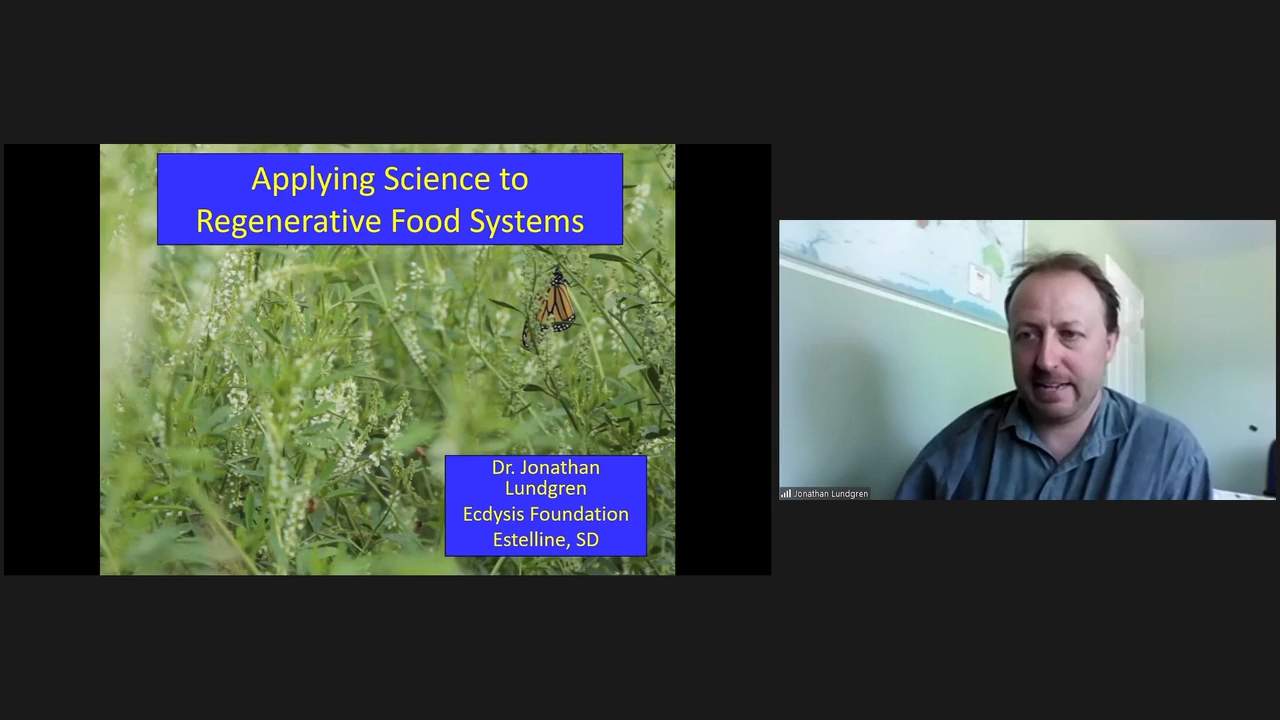 Applying Science to
Regenerative Food Systems
Dr. Jonathan
Lundgren
Ecdysis Foundation
Estelline, SD
Jonathan Lundgren